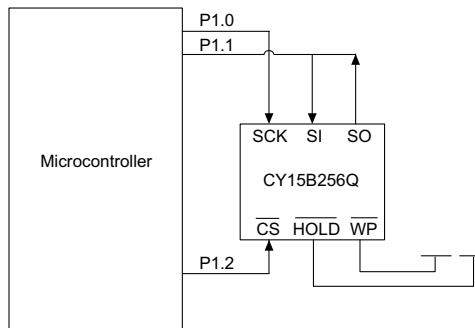 P1.0
P1.1
SCK SI SO
Microcontroller
CY15B256Q
CS HOLD WP
P1.2